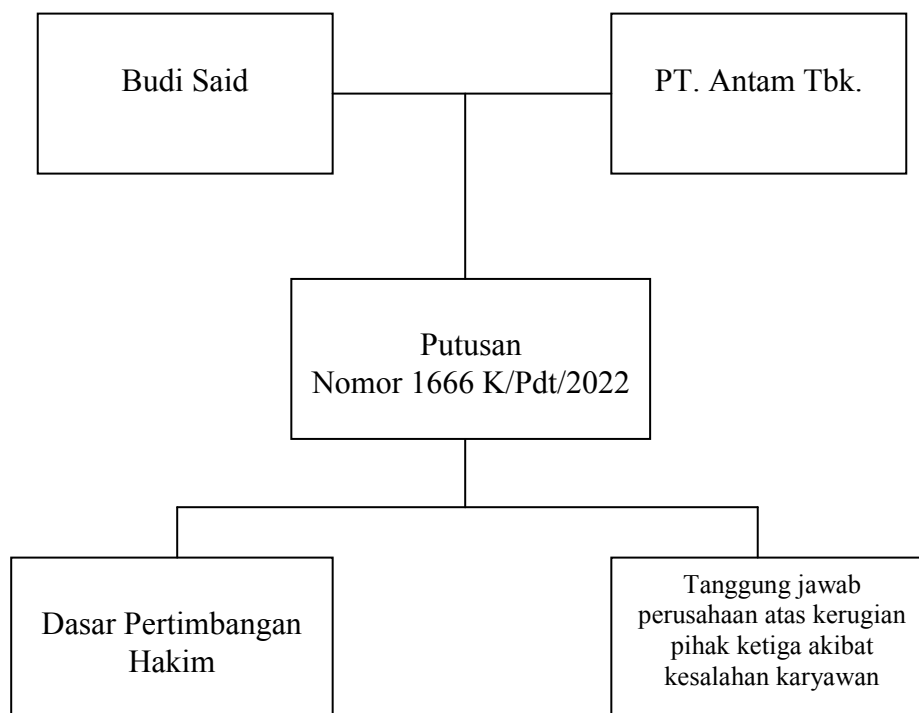 Budi Said
PT. Antam Tbk.
Putusan
Nomor 1666 K/Pdt/2022
Dasar Pertimbangan
Hakim
Tanggung jawab
perusahaan atas kerugian
pihak ketiga akibat
kesalahan karyawan